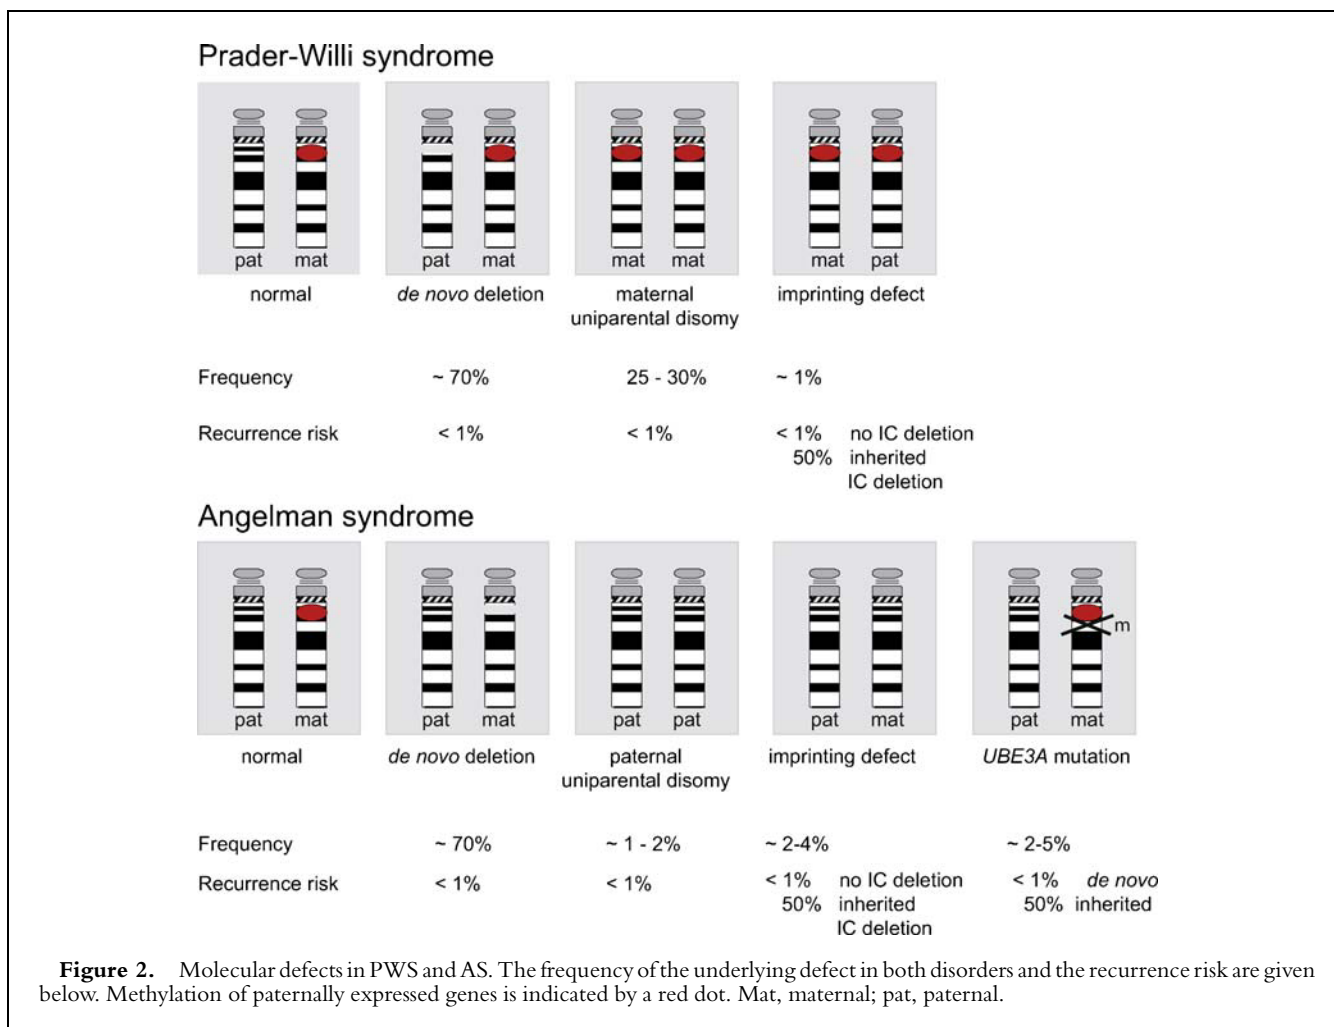 Prader-Willi syndrome
pat mat pat mat mat mat mat pat
normal de novo deletion maternal imprinting defect
uniparental disomy
Frequency ~ 70% 25 - 30% ~ 1%
Recurrence risk < 1% < 1% < 1% no IC deletion
50% inherited
IC deletion
Angelman syndrome
m
pat mat pat mat pat pat pat mat pat mat
normal de novo deletion paternal imprinting defect UBE3A mutation
uniparental disomy
Frequency ~ 70% ~ 1 - 2% ~ 2-4% ~ 2-5%
Recurrence risk < 1% < 1% < 1% no IC deletion < 1% de novo
50% inherited 50% inherited
IC deletion
Figure 2. Molecular defects in PWS and AS. The frequency of the underlying defect in both disorders and the recurrence risk are given
below. Methylation of paternally expressed genes is indicated by a red dot. Mat, maternal; pat, paternal.